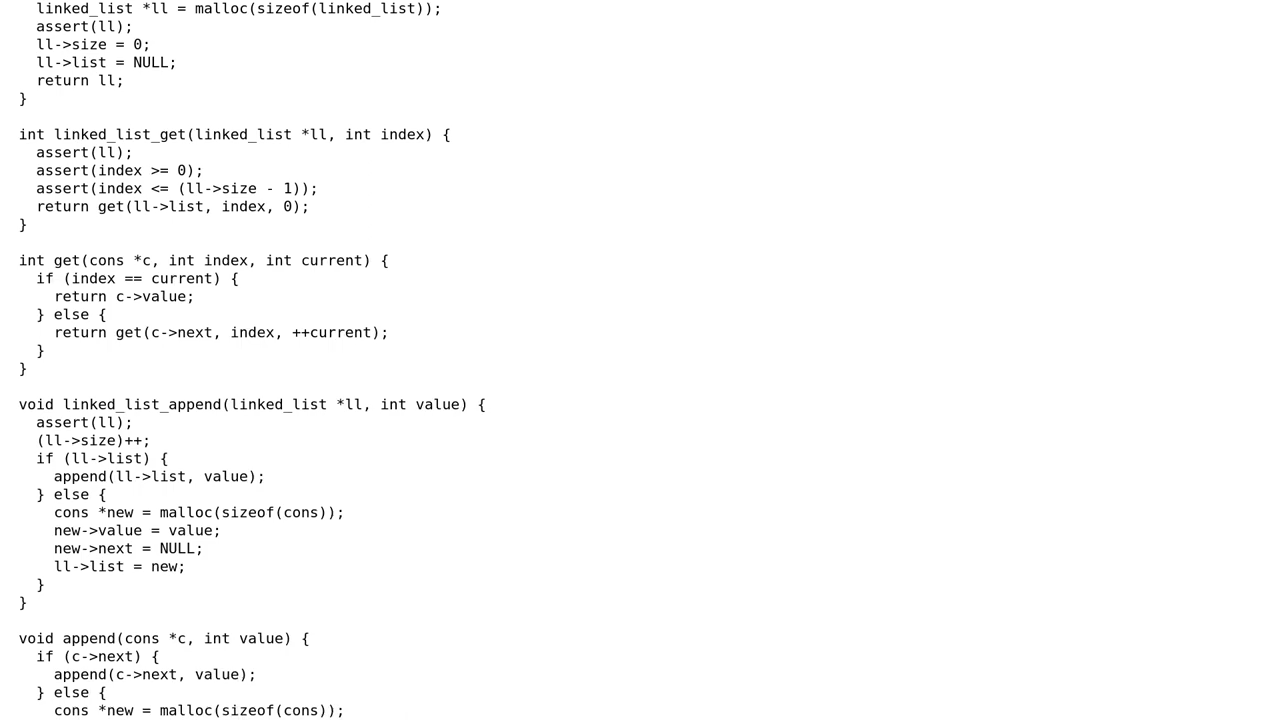 linked_list *ll = malloc(sizeof(linked_list));
assert(ll);
ll->size = 0;
ll->list = NULL;
return ll;
}
int linked_list_get(linked_list *ll, int index) {
assert(ll);
assert(index >= 0);
assert(index <= (ll->size - 1));
return get(ll->list, index, 0);
}
int get(cons *c, int index, int current) {
if (index == current) {
return c->value;
} else {
return get(c->next, index, ++current);
}
}
void linked_list_append(linked_list *ll, int value) {
assert(ll);
(ll->size)++;
if (ll->list) {
append(ll->list, value);
} else {
cons *new = malloc(sizeof(cons));
new->value = value;
new->next = NULL;
ll->list = new;
}
}
void append(cons *c, int value) {
if (c->next) {
append(c->next, value);
} else {
cons *new = malloc(sizeof(cons));